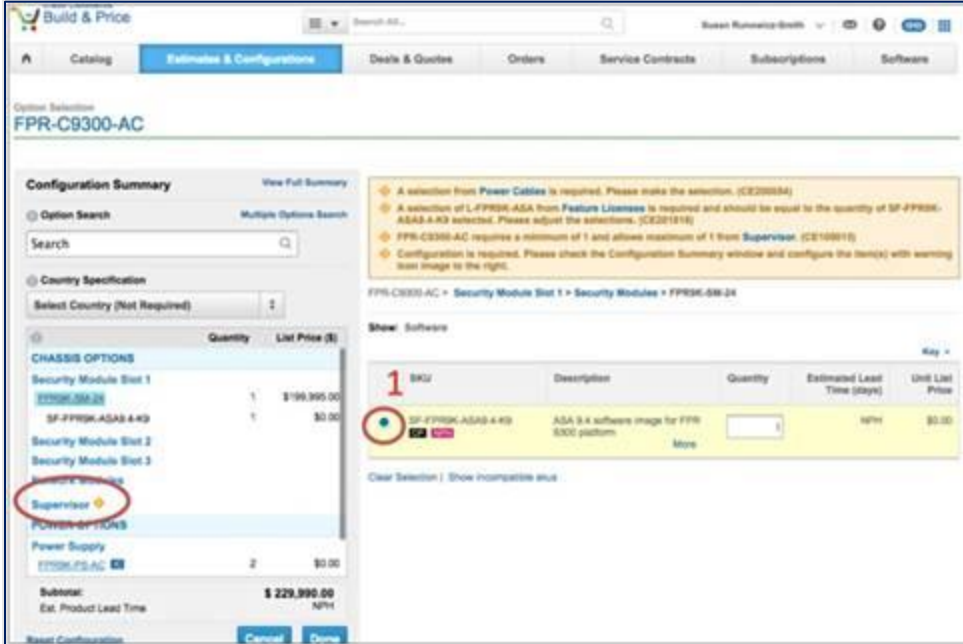 Build & Price
Search All...
Susan Runowicz-Smith
Catalog
Estimates & Configurations
Deals & Quotes
Orders
Service Contracts
Subscriptions
Software
Option Selection
FPR-C9300-AC
Configuration Summary
View Full Summary
Option Search
Multiple Options Search
Search
Country Specification
Select Country (Not Required)
Quantity
List Price ($)
CHASSIS OPTIONS
Security Module Slot 1
FPR9K-SM-24 1 $199,995.00
SF-FPR9K-ASA9.4-K9 1 $0.00
Security Module Slot 2
Security Module Slot 3
Network Modules
Supervisor
POWER OPTIONS
Power Supply
FPR9K-PS-AC 2 $0.00
Subtotal: $ 229,990.00
Est. Product Lead Time NPH
Reset Configuration
Cancel
Done
A selection from Power Cables is required. Please make the selection. (CE200684)
A selection of L-FPR9K-ASA from Feature Licenses is required and should be equal to the quantity of SF-FPR9K-
ASA9.4-K9 selected. Please adjust the selections. (CE201916)
FPR-C9300-AC requires a minimum of 1 and allows maximum of 1 from Supervisor. (CE100013)
Configuration is required. Please check the Configuration Summary window and configure the item(s) with warning
icon image to the right.
FPR-C9300-AC > Security Module Slot 1 > Security Modules > FPR9K-SM-24
Show: Software
Key
1
SKU
Description
Quantity
Estimated Lead
Time (days)
Unit List
Price
SF-FPR9K-ASA9.4-K9
NPH
ASA 9.4 software image for FPR
9300 platform
More
1
NPH
$0.00
Clear Selection | Show incompatible skus